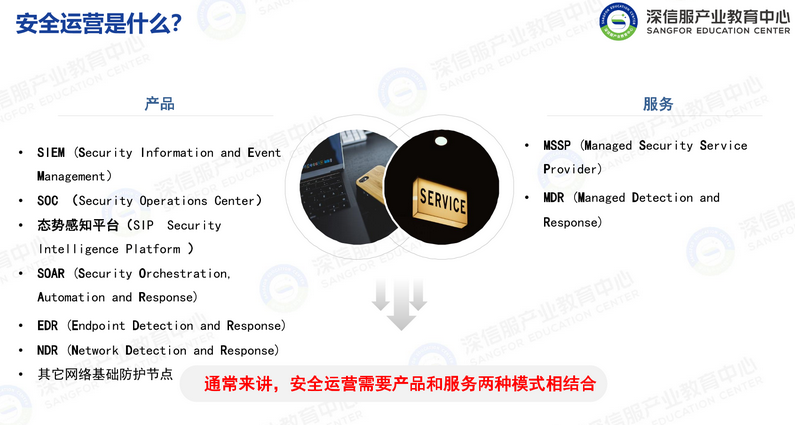 安全运营是什么?
深信服产业教育中心
SANGFOR EDUCATION CENTER
产品
• SIEM (Security Information and Event
Management)
• SOC (Security Operations Center)
• 态势感知平台（SIP Security
Intelligence Platform ）
• SOAR (Security Orchestration,
Automation and Response)
• EDR (Endpoint Detection and Response)
• NDR (Network Detection and Response)
• 其它网络基础防护节点
SERVICE
服务
• MSSP (Managed Security Service
Provider)
• MDR (Managed Detection and
Response)
通常来讲，安全运营需要产品和服务两种模式相结合